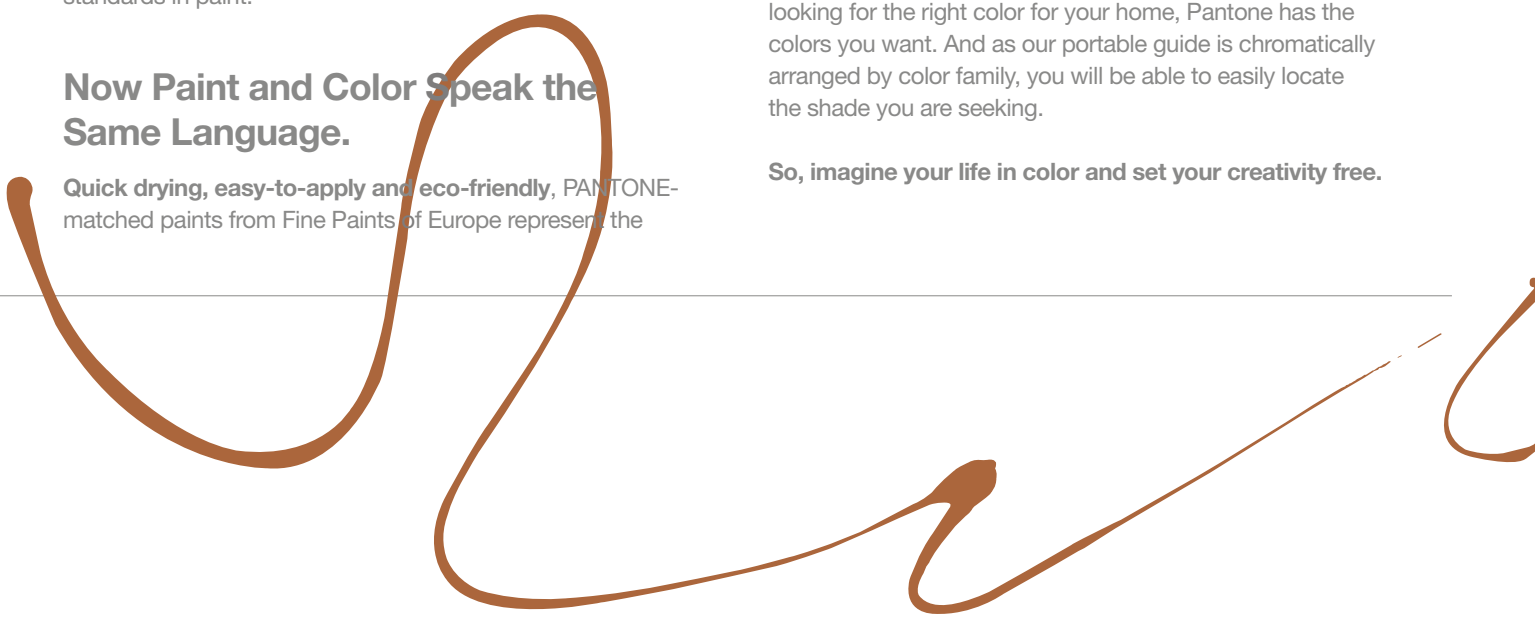 standards in paint.
Now Paint and Color Speak the
Same Language.
Quick drying, easy-to-apply and eco-friendly, PANTONE-
matched paints from Fine Paints of Europe represent the
looking for the right color for your home, Pantone has the
colors you want. And as our portable guide is chromatically
arranged by color family, you will be able to easily locate
the shade you are seeking.
So, imagine your life in color and set your creativity free.